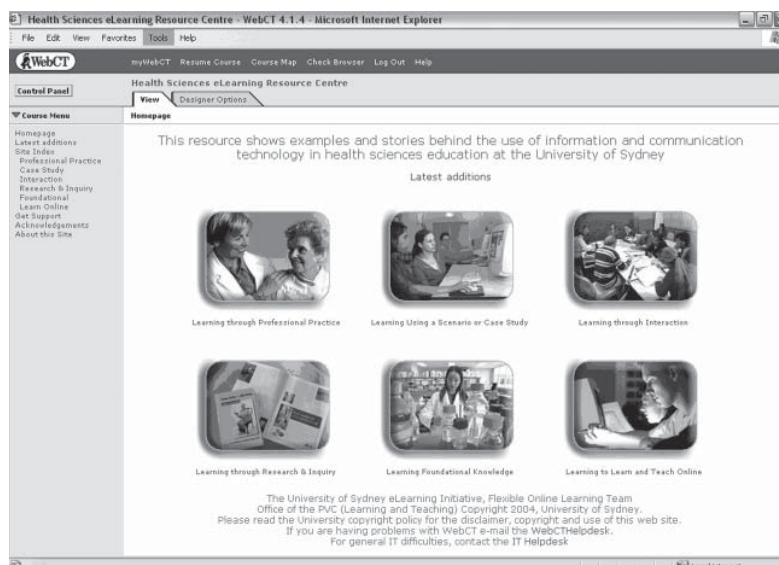 Health Sciences eLearning Resource Centre - WebCT 4.1.4 - Microsoft Internet Explorer
File Edit View Favorites Tools Help
WebCT
myWebCT Resume Course Course Map Check Browser Log Out Help
Control Panel
Health Sciences eLearning Resource Centre
View Designer Options
Course Menu
Homepage
Homepage
Latest additions
Site Index
Professional Practice
Case Study
Interaction
Research & Inquiry
Foundational
Learn Online
Get Support
Acknowledgements
About this Site
This resource shows examples and stories behind the use of information and communication
technology in health sciences education at the University of Sydney
Latest additions
Learning through Professional Practice
Learning Using a Scenario or Case Study
Learning through Interaction
Learning through Research & Inquiry
Learning Foundational Knowledge
Learning to Learn and Teach Online
The University of Sydney eLearning Initiative, Flexible Online Learning Team
Office of the PVC (Learning and Teaching) Copyright 2004, University of Sydney.
Please read the University copyright policy for the disclaimer, copyright and use of this web site.
If you are having problems with WebCT e-mail the WebCTHelpdesk.
For general IT difficulties, contact the IT Helpdesk